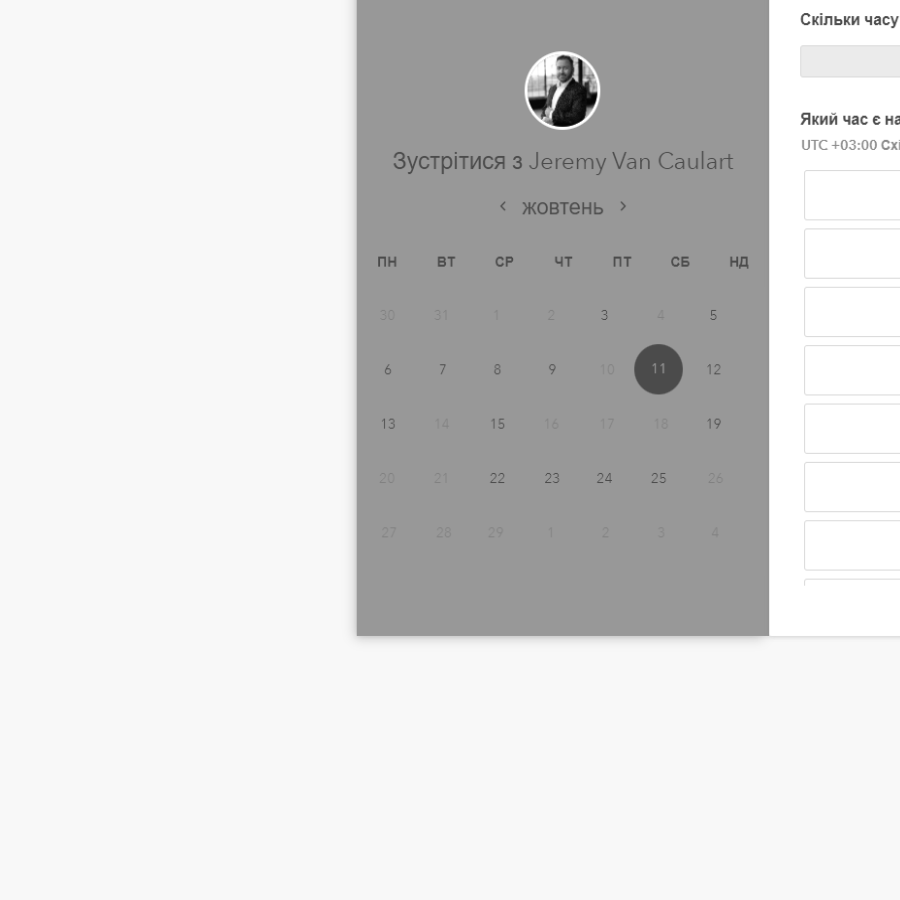 Зустрітися з Jeremy Van Caulart
жовтень
ПН ВТ СР ЧТ ПТ СБ НД
30 31 1 2 3 4 5
6 7 8 9 10 11 12
13 14 15 16 17 18 19
20 21 22 23 24 25 26
27 28 29 1 2 3 4
Скільки часу
Який час є
UTC +03:00